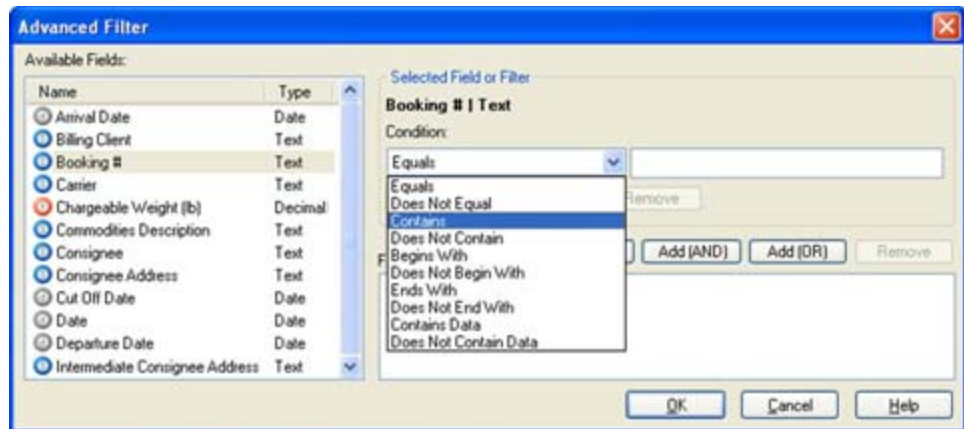 Advanced Filter
Available Fields:
Name Type
Arrival Date Date
Billing Client Text
Booking # Text
Carrier Text
Chargeable Weight (lb) Decimal
Commodities Description Text
Consignee Text
Consignee Address Text
Cut Off Date Date
Date Date
Departure Date Date
Intermediate Consignee Address Text
Selected Field or Filter
Booking # | Text
Condition:
Equals
Equals
Does Not Equal
Contains
Does Not Contain
Begins With
Does Not Begin With
Ends With
Does Not End With
Contains Data
Does Not Contain Data
Remove
F
Add (AND) Add (OR) Remove
OK Cancel Help